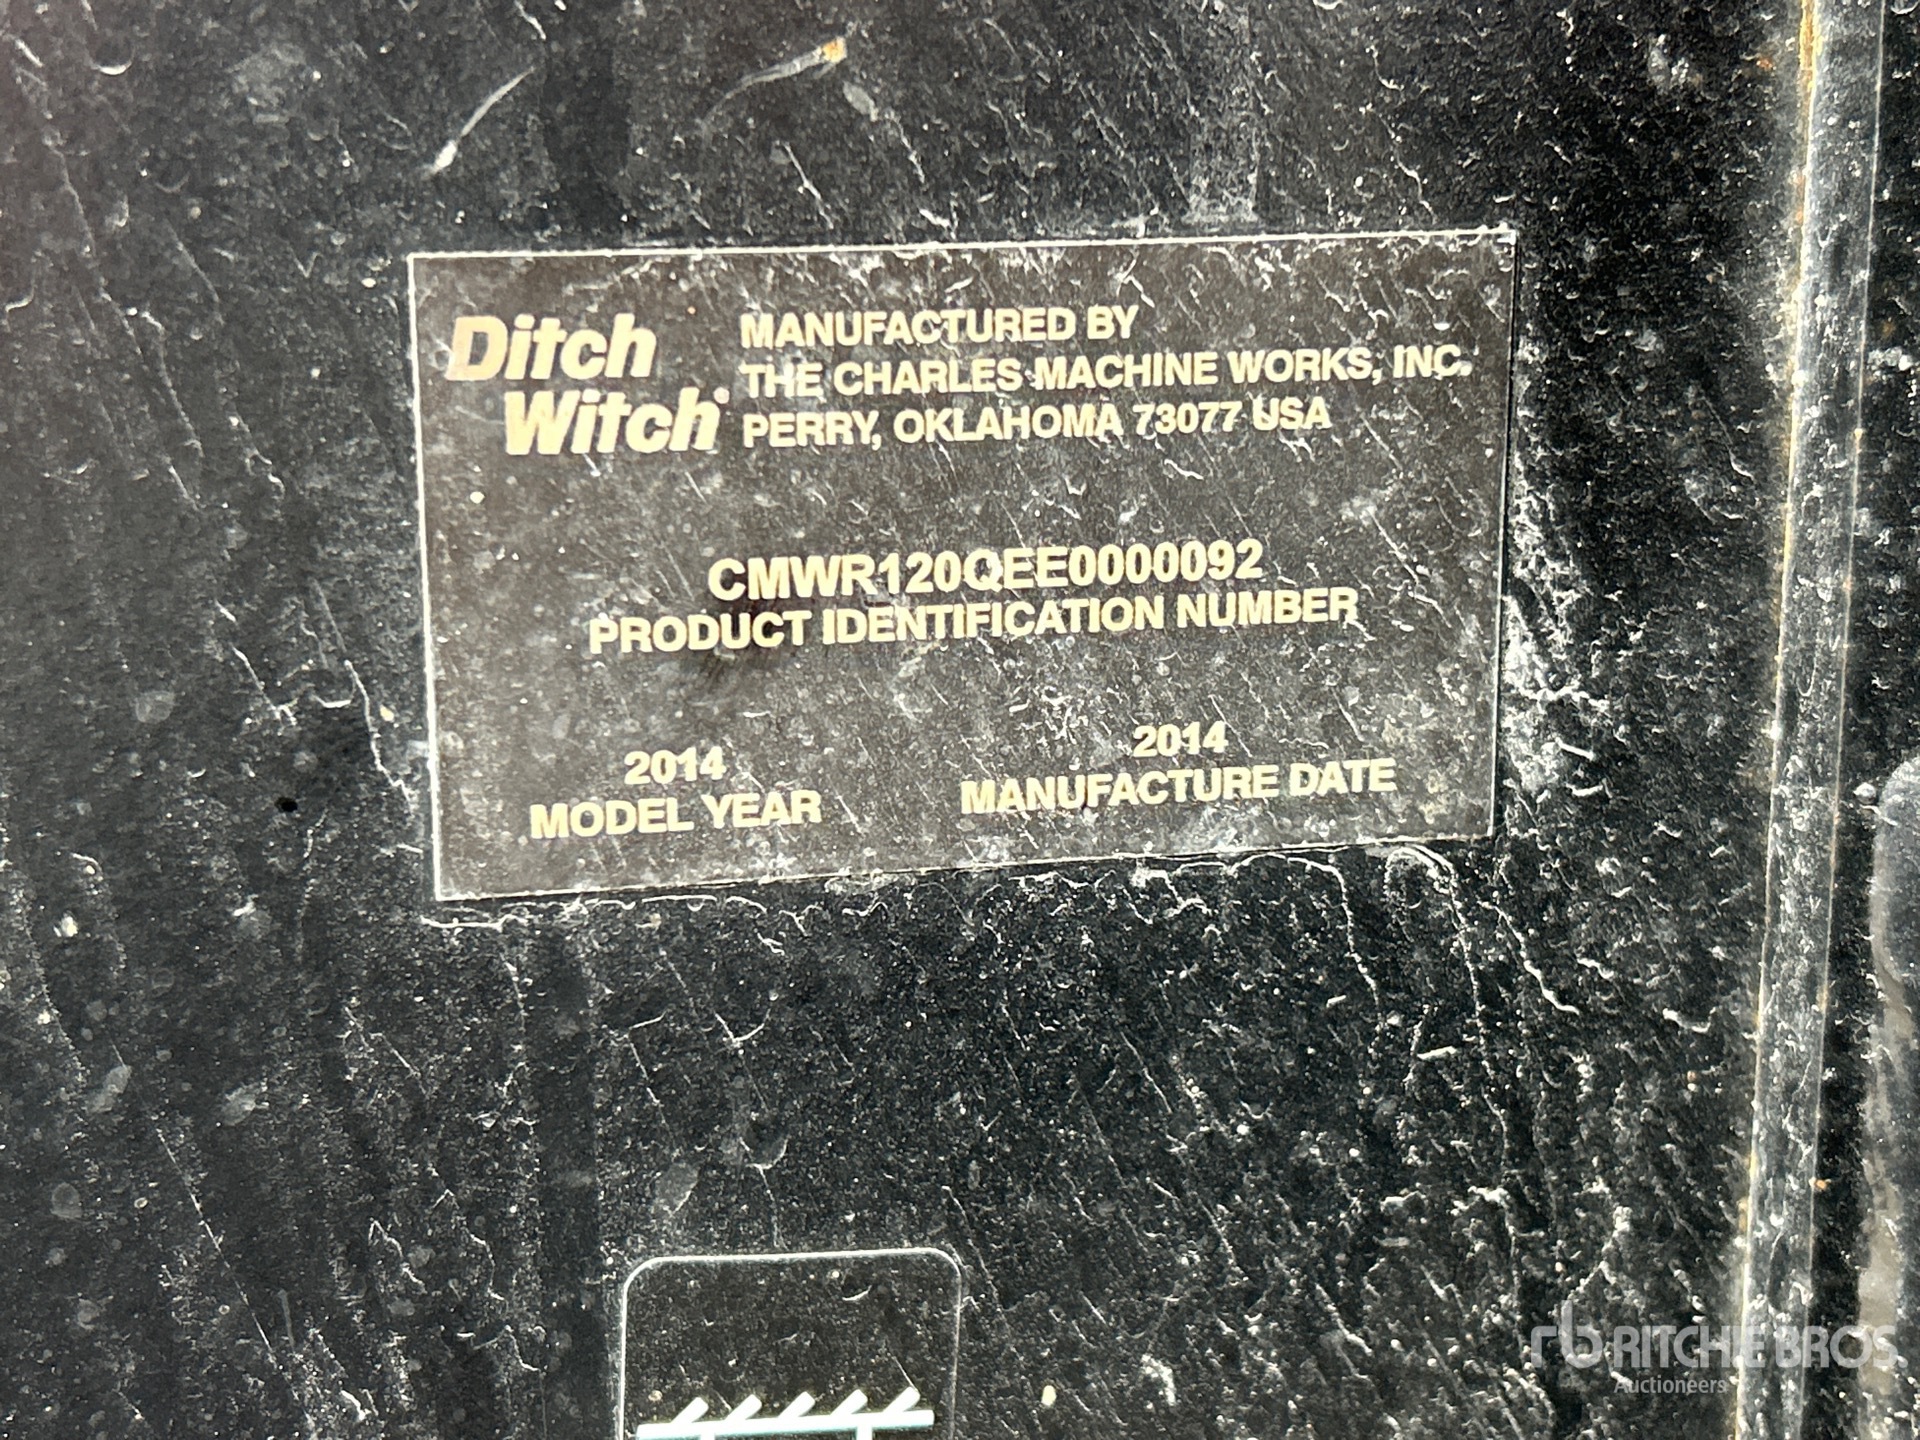 Ditch Witch®
MANUFACTURED BY
THE CHARLES MACHINE WORKS, INC.
PERRY, OKLAHOMA 73077 USA
CMWR120QEE0000092
PRODUCT IDENTIFICATION NUMBER
2014
MODEL YEAR
2014
MANUFACTURE DATE
rb RITCHIE BROS.
Auctioneers